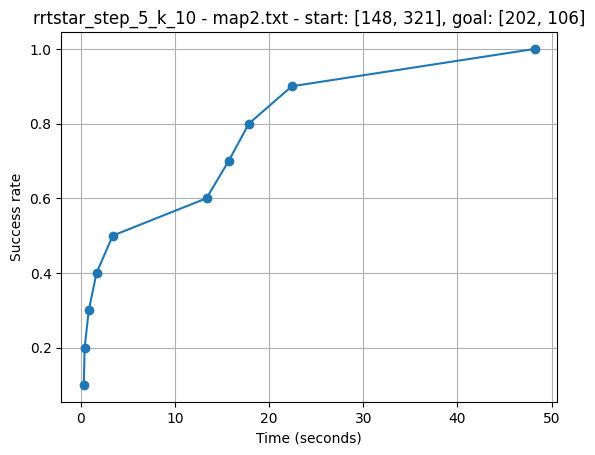 rrtstar_step_5_k_10 - map2.txt - start: [148, 321], goal: [202, 106]
1.0
0.8
0.6
0.4
0.2
Success rate
0 10 20 30 40 50
Time (seconds)